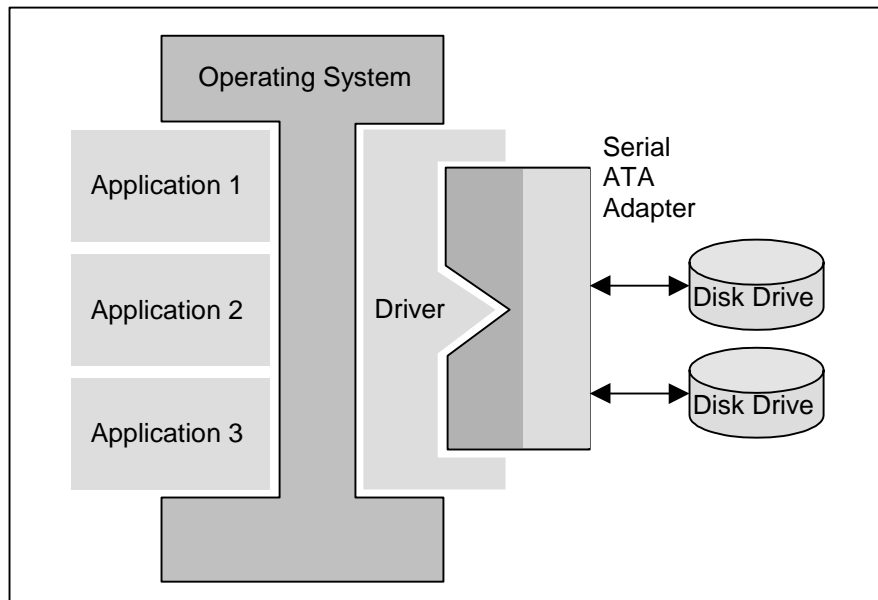 Operating System
Application 1
Application 2
Application 3
Driver
Serial
ATA
Adapter
Disk Drive
Disk Drive